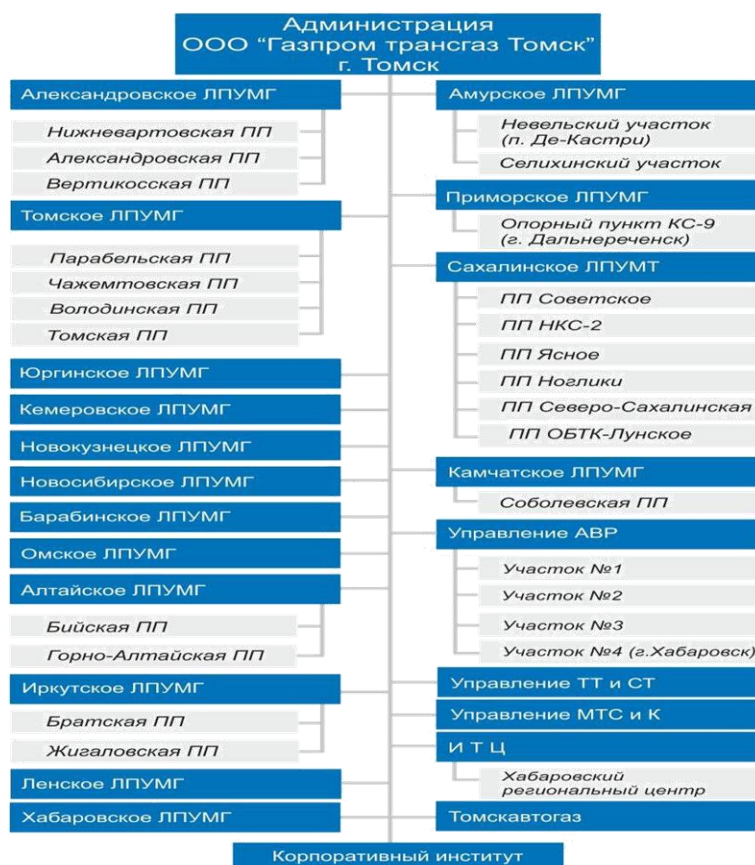 Администрация
ООО “Газпром трансгаз Томск”
г. Томск
Александровское ЛПУМГ
Нижневартовская ПП
Александровская ПП
Вертикосская ПП
Томское ЛПУМГ
Парабельская ПП
Чажемтовская ПП
Володинская ПП
Томская ПП
Юргинское ЛПУМГ
Кемеровское ЛПУМГ
Новокузнецкое ЛПУМГ
Новосибирское ЛПУМГ
Барабинское ЛПУМГ
Омское ЛПУМГ
Алтайское ЛПУМГ
Бийская ПП
Горно-Алтайская ПП
Иркутское ЛПУМГ
Братская ПП
Жигаловская ПП
Ленское ЛПУМГ
Хабаровское ЛПУМГ
Амурское ЛПУМГ
Невельский участок
(п. Де-Кастри)
Селихинский участок
Приморское ЛПУМГ
Опорный пункт КС-9
(г. Дальнереченск)
Сахалинское ЛПУМТ
ПП Советское
ПП НКС-2
ПП Ясное
ПП Ноглики
ПП Северо-Сахалинская
ПП ОБТК-Лунское
Камчатское ЛПУМГ
Соболевская ПП
Управление АВР
Участок №1
Участок №2
Участок №3
Участок №4 (г.Хабаровск)
Управление ТТ и СТ
Управление МТС и К
И Т Ц
Хабаровский
региональный центр
Томскавтогаз
Корпоративный институт